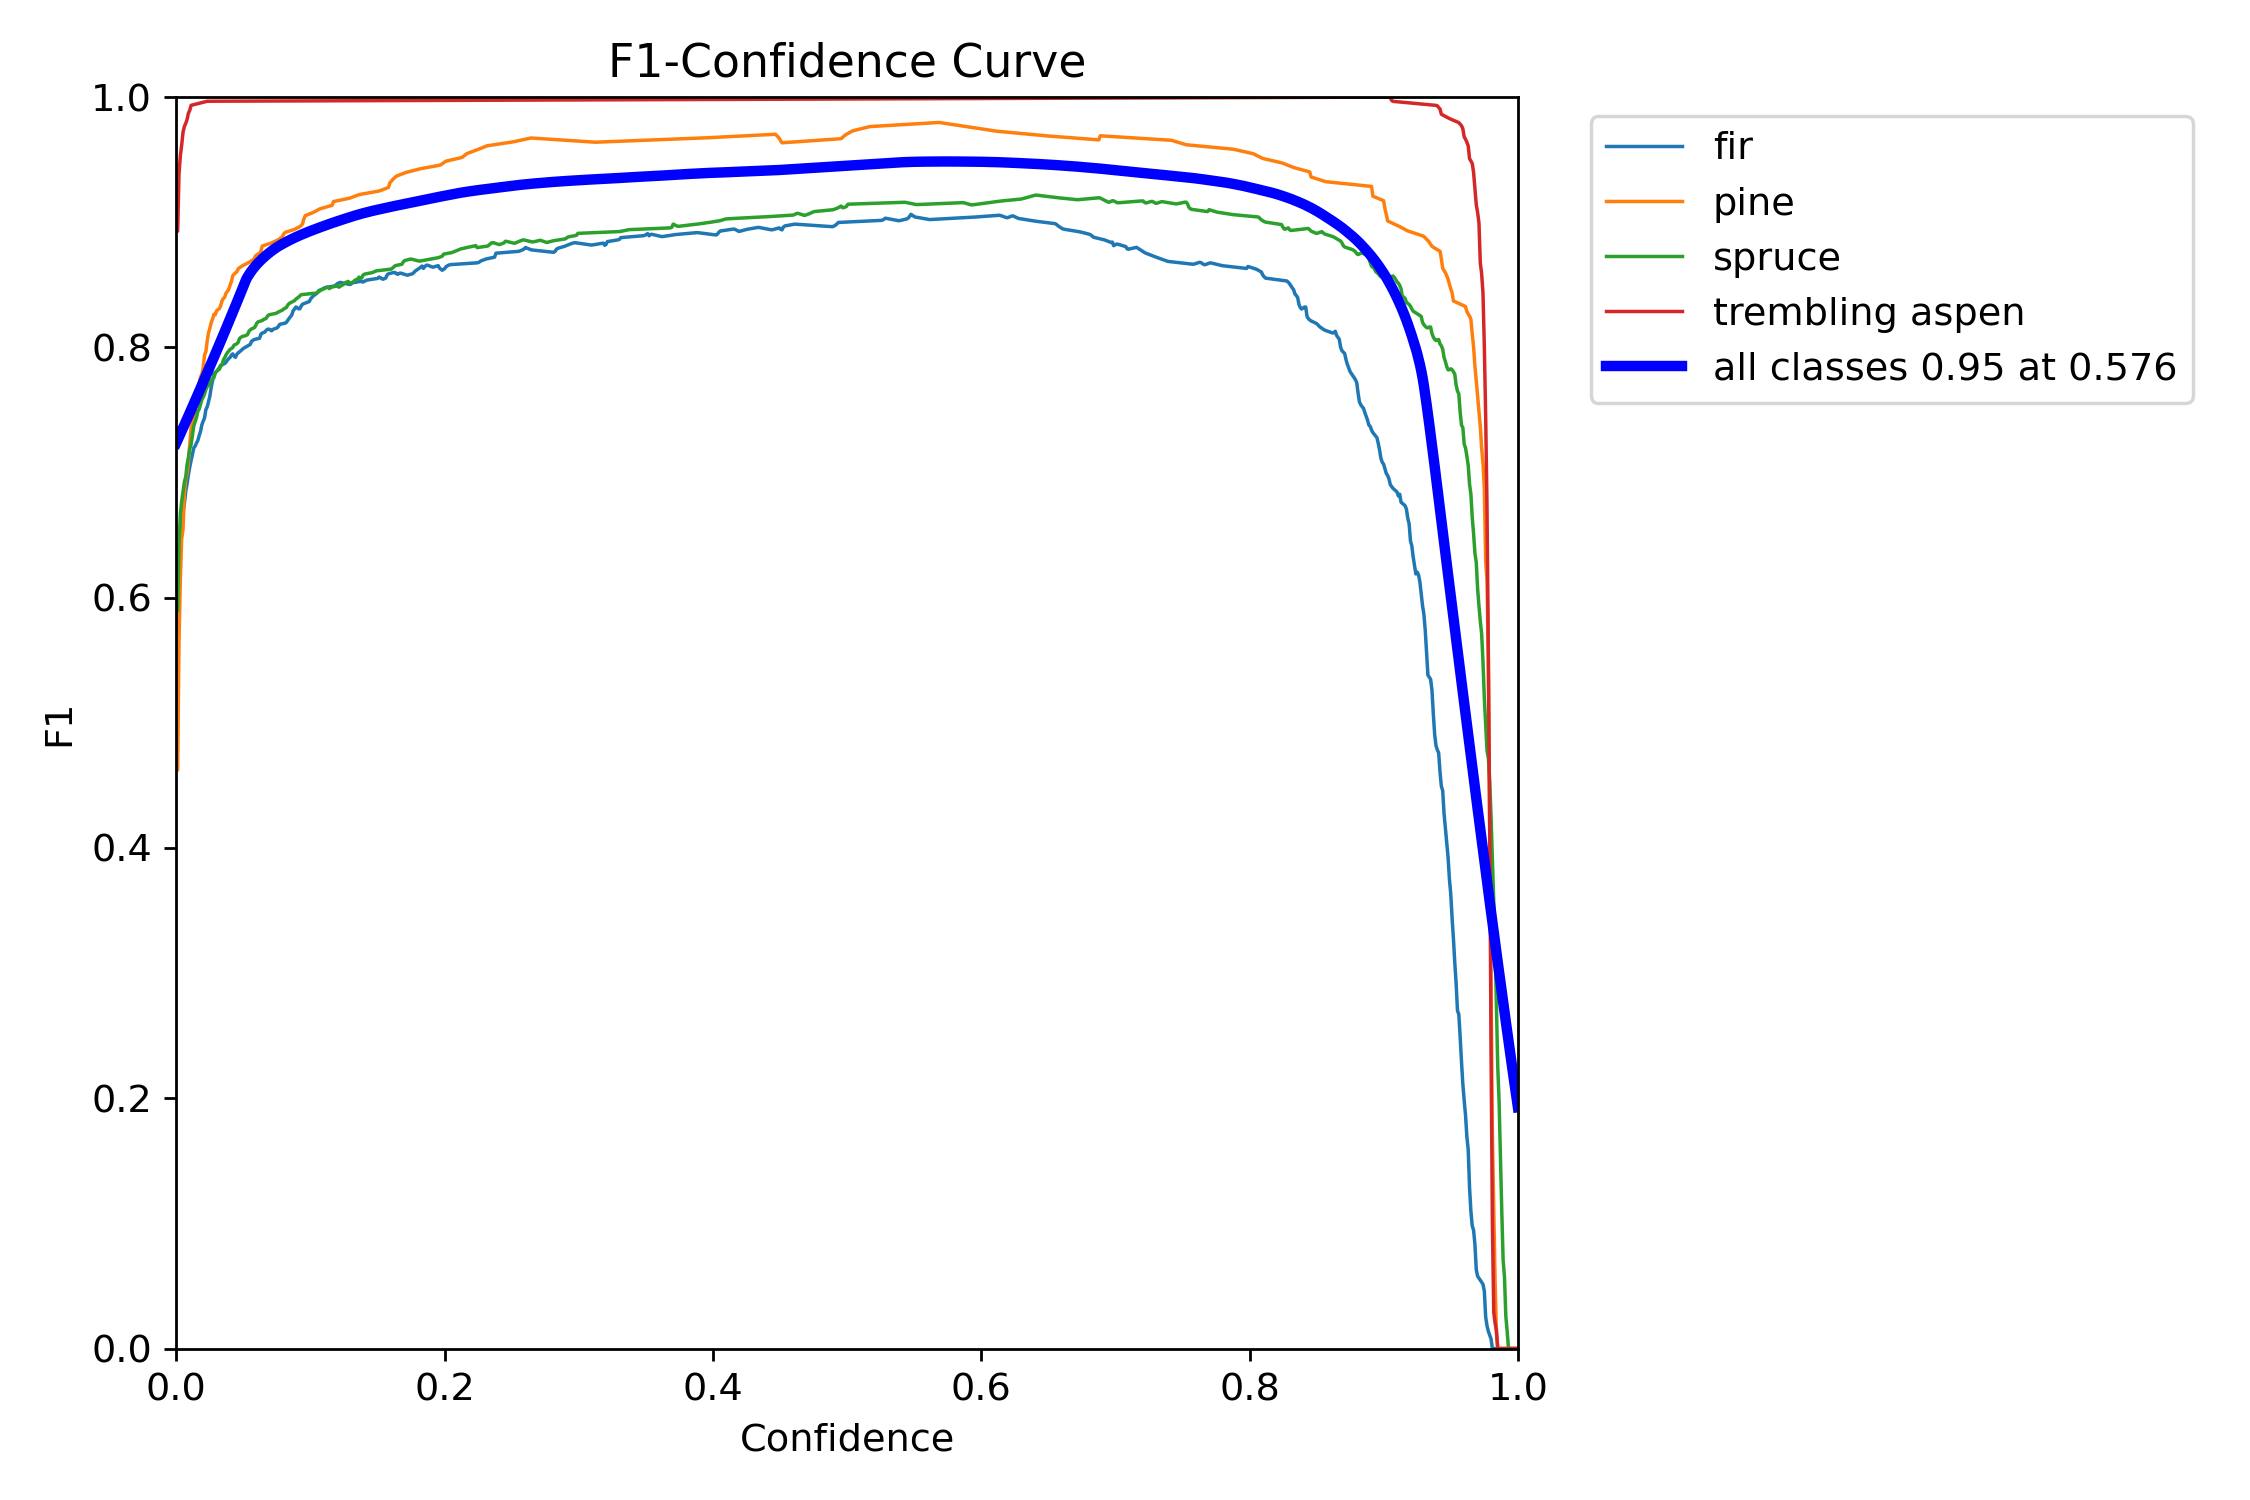 F1-Confidence Curve
1.0
0.8
0.6
0.4
0.2
0.0
F1
0.0 0.2 0.4 0.6 0.8 1.0
Confidence
fir
pine
spruce
trembling aspen
all classes 0.95 at 0.576